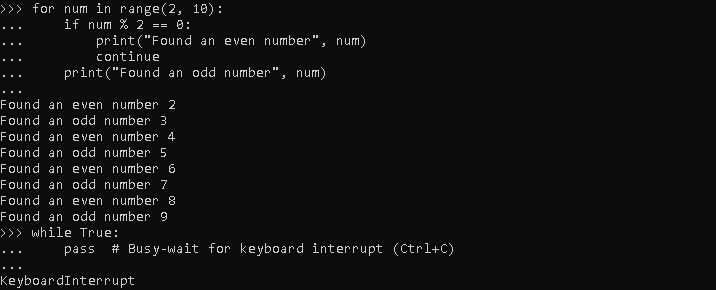 >>> for num in range(2, 10):
...     if num % 2 == 0:
...         print("Found an even number", num)
...         continue
...     print("Found an odd number", num)
...
Found an even number 2
Found an odd number 3
Found an even number 4
Found an odd number 5
Found an even number 6
Found an odd number 7
Found an even number 8
Found an odd number 9
>>> while True:
...     pass  # Busy-wait for keyboard interrupt (Ctrl+C)
...
KeyboardInterrupt